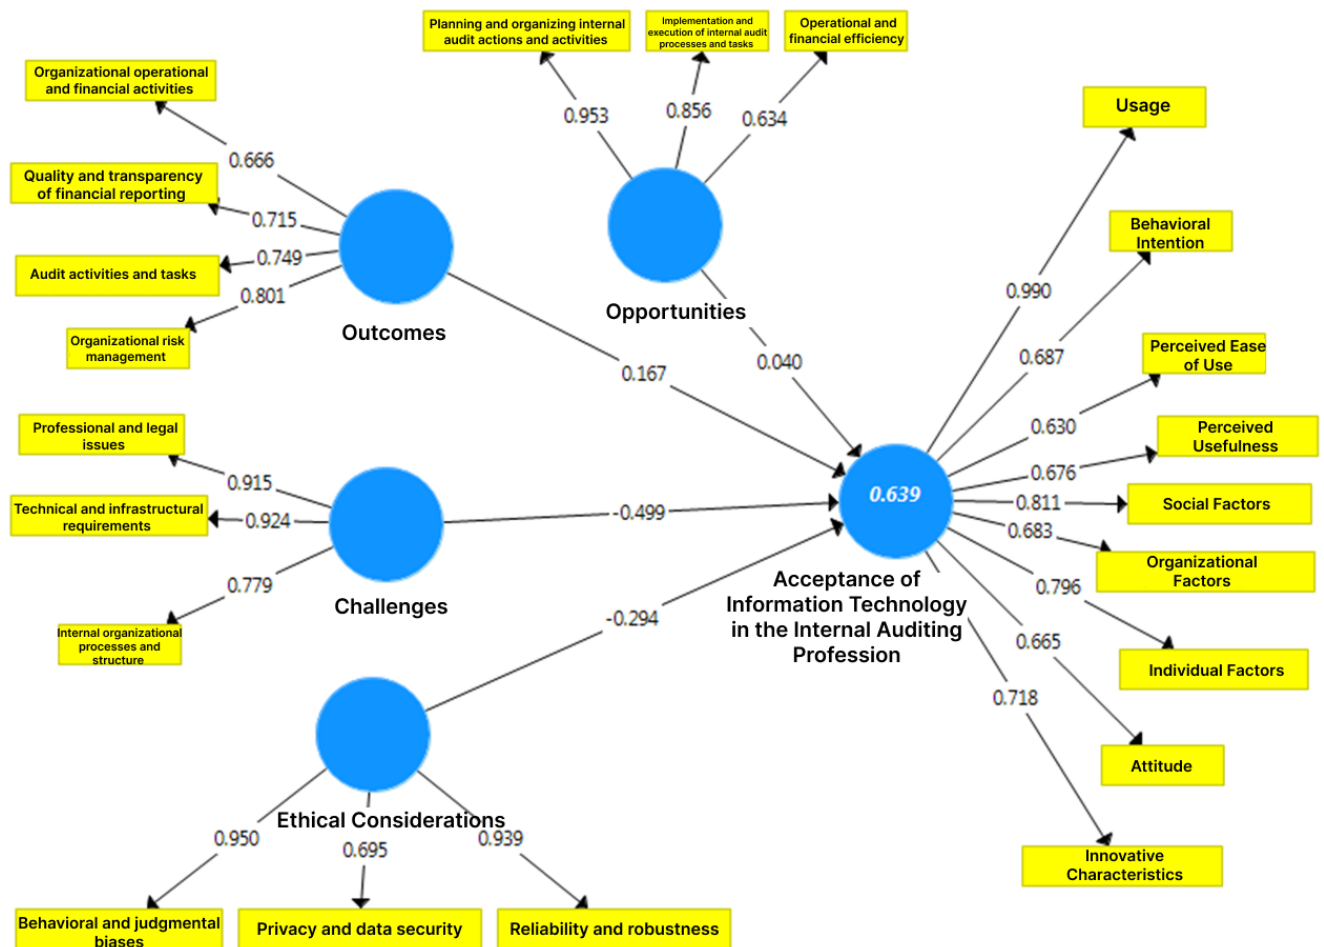 Planning and organizing internal
audit actions and activities
Implementation and
execution of internal audit
processes and tasks
Operational and
financial efficiency
Organizational operational
and financial activities
Usage
0.953
0.856
0.634
0.666
Quality and transparency
of financial reporting
0.715
Behavioral
Intention
0.749
Audit activities and tasks
0.801
0.990
Opportunities
Outcomes
Organizational risk
management
0.167
0.040
0.687
Perceived Ease
of Use
Professional and legal
issues
0.630
Perceived
Usefulness
0.915
0.676
Technical and infrastructural
requirements
0.924
-0.499
0.639
0.811
Social Factors
0.683
Organizational
Factors
0.779
Challenges
Acceptance of
Information Technology
in the Internal Auditing
Profession
0.796
-0.294
Internal organizational
processes and
structure
0.665
Individual Factors
0.718
Attitude
Ethical Considerations
0.950
0.695
0.939
Innovative
Characteristics
Behavioral and judgmental
biases
Privacy and data security
Reliability and robustness